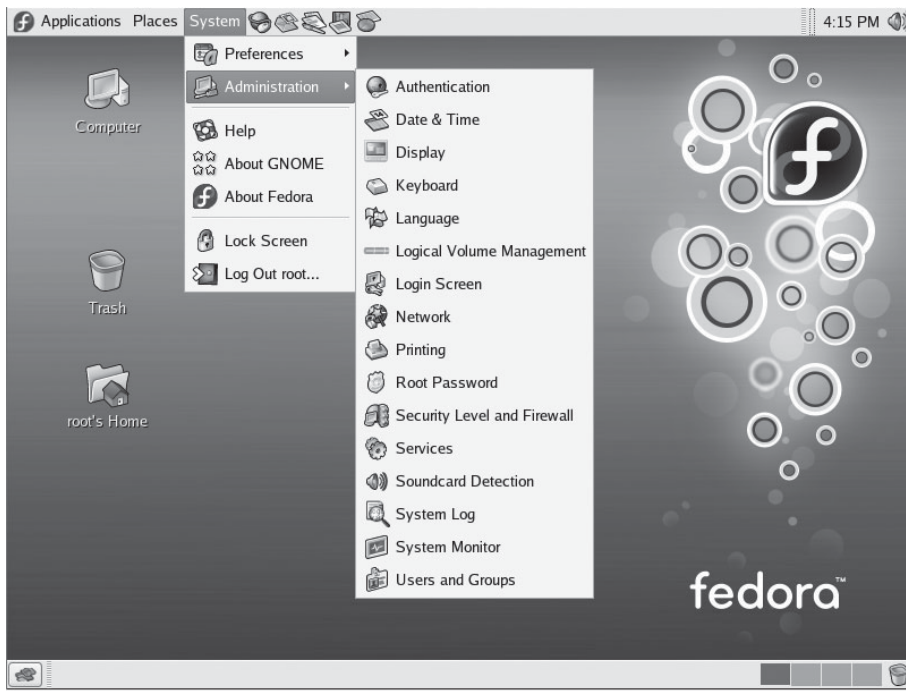 Applications Places System 4:15 PM
Preferences
Administration
Help
About GNOME
About Fedora
Lock Screen
Log Out root...
Authentication
Date & Time
Display
Keyboard
Language
Logical Volume Management
Login Screen
Network
Printing
Root Password
Security Level and Firewall
Services
Soundcard Detection
System Log
System Monitor
Users and Groups
Computer
Trash
root's Home
fedora™